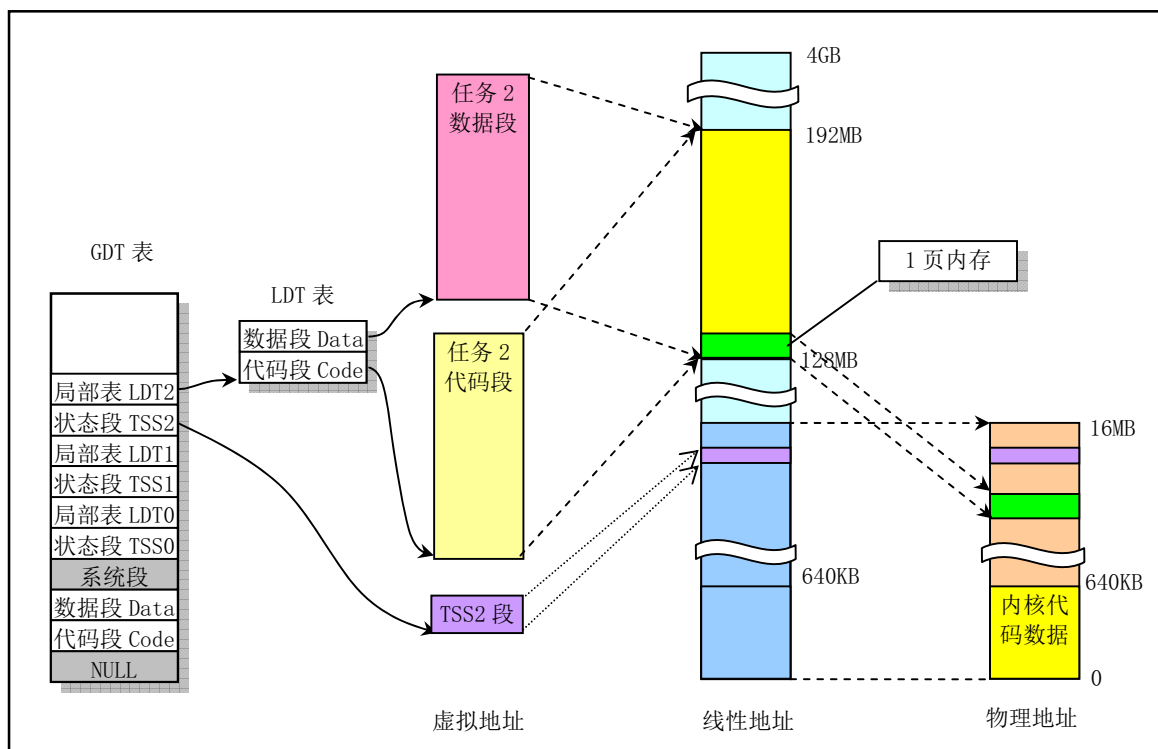 GDT 表
局部表 LDT2
状态段 TSS2
局部表 LDT1
状态段 TSS1
局部表 LDT0
状态段 TSS0
系统段
数据段 Data
代码段 Code
NULL
LDT 表
数据段 Data
代码段 Code
任务 2
数据段
任务 2
代码段
TSS2 段
虚拟地址
4GB
192MB
1 页内存
128MB
640KB
线性地址
16MB
640KB
内核代
码数据
0
物理地址